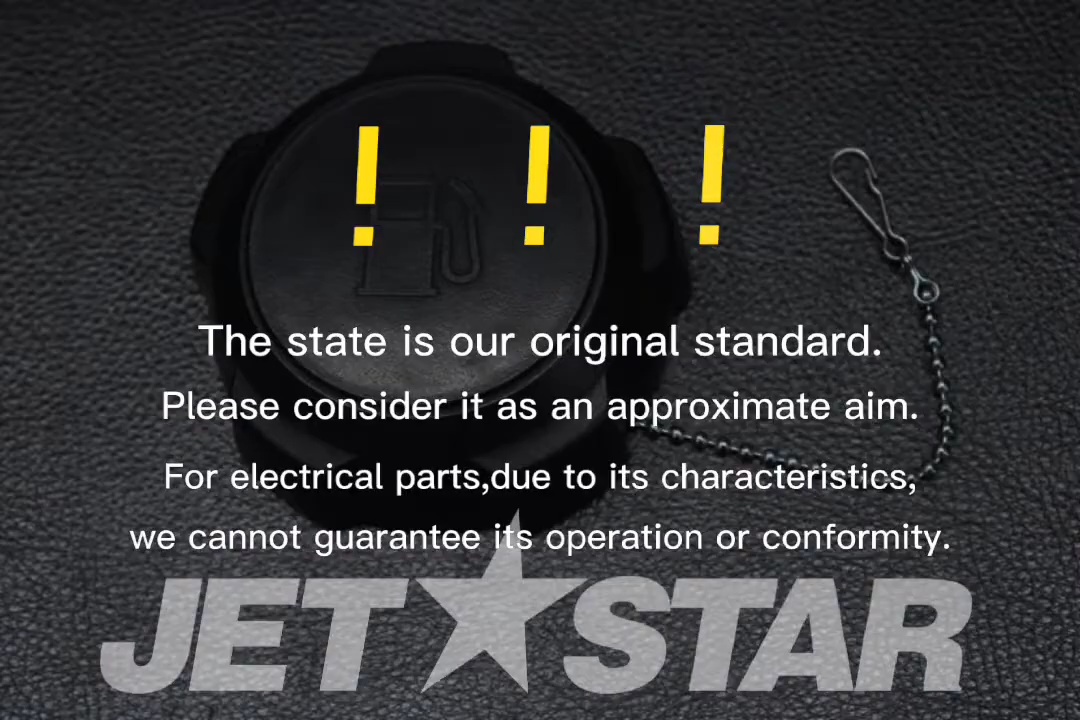 ! ! !
The state is our original standard.
Please consider it as an approximate aim.
For electrical parts,due to its characteristics,
we cannot guarantee its operation or conformity.
JET★STAR